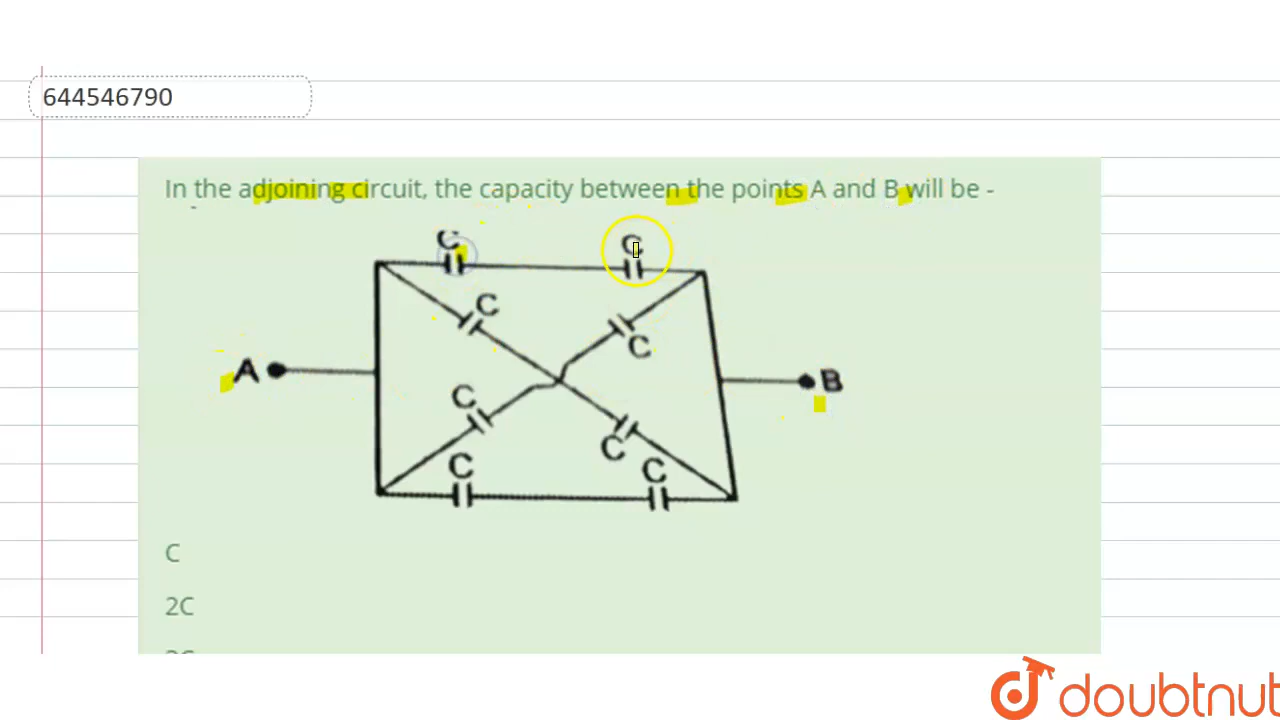 644546790
In the adjoining circuit, the capacity between the points A and B will be -
C C
C
C
A B
C
C
C C
C
2C
doubtnut